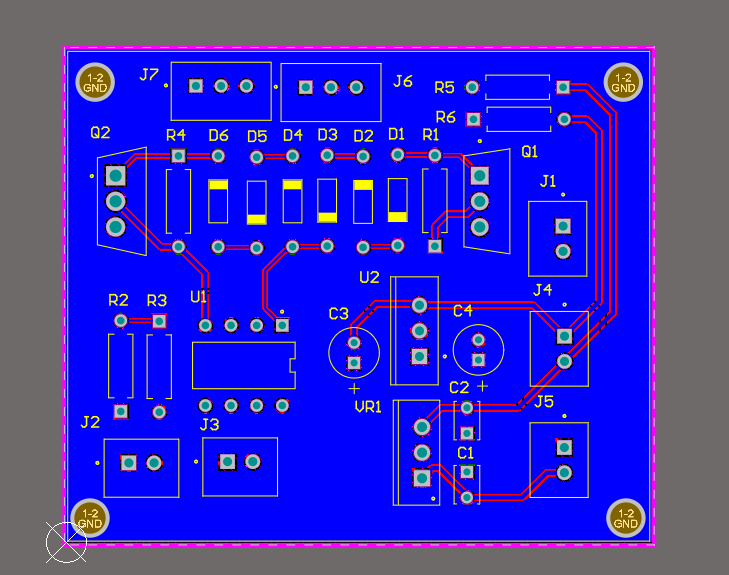 J7
J6
1-2
GND
1-2
GND
R5
R6
Q2
R4
D6
D5
D4
D3
D2
D1
R1
Q1
J1
U2
J4
U1
R2
R3
C3
C4
C2
VR1
J5
J2
J3
C1
1-2
GND
1-2
GND